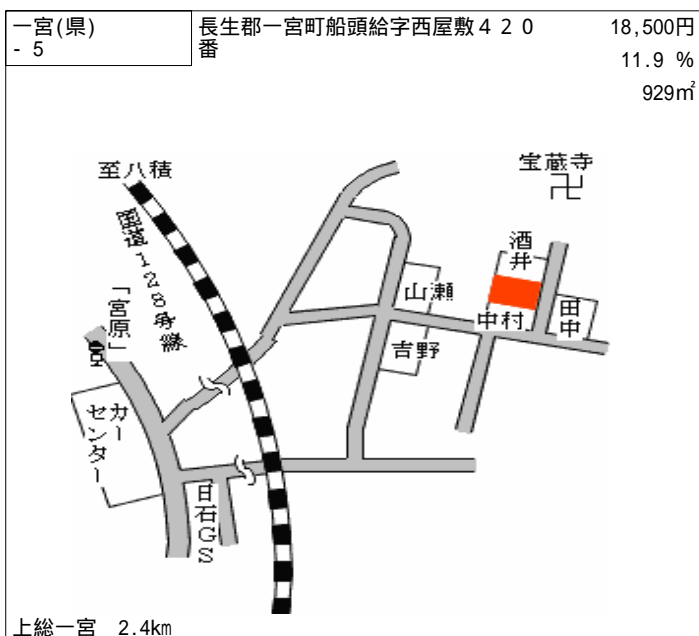 一宮(県)
- 5
長生郡一宮町船頭給字西屋敷４２０
番
18,500円
11.9 %
929㎡
至八積
宝蔵寺
国道128号線
酒井
「宮原」
山瀬
田中
中村
吉野
カー
センター
日石GS
上総一宮 2.4km